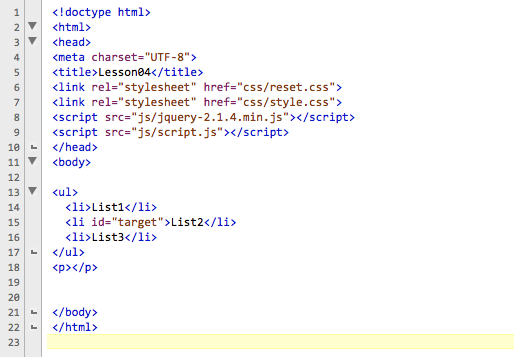 1 <!doctype html>
2 <html>
3 <head>
4 <meta charset="UTF-8">
5 <title>Lesson04</title>
6 <link rel="stylesheet" href="css/reset.css">
7 <link rel="stylesheet" href="css/style.css">
8 <script src="js/jquery-2.1.4.min.js"></script>
9 <script src="js/script.js"></script>
10 </head>
11 <body>
12
13 <ul>
14   <li>List1</li>
15   <li id="target">List2</li>
16   <li>List3</li>
17 </ul>
18 <p></p>
19
20
21 </body>
22 </html>
23